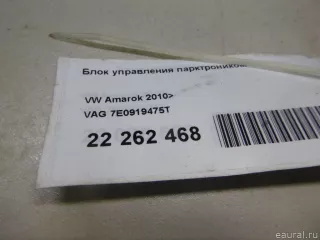 Блок управления парктроником
VW Amarok 2010>
VAG 7E0919475T
22 262 468
eaural.ru